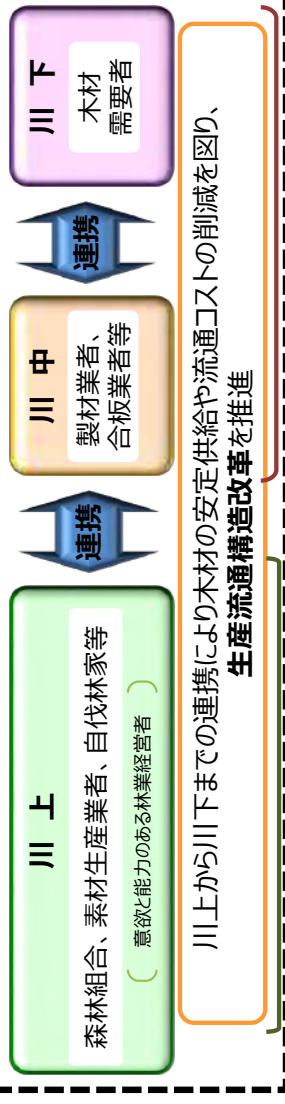 川 上
森林組合、素材生産業者、自伐林家等
（ 意欲と能力のある林業経営者 ）
連携
川 中
製材業者、
合板業者等
連携
川 下
木材
需要者
川上から川下までの連携により木材の安定供給や流通コストの削減を図り、
生産流通構造改革を推進